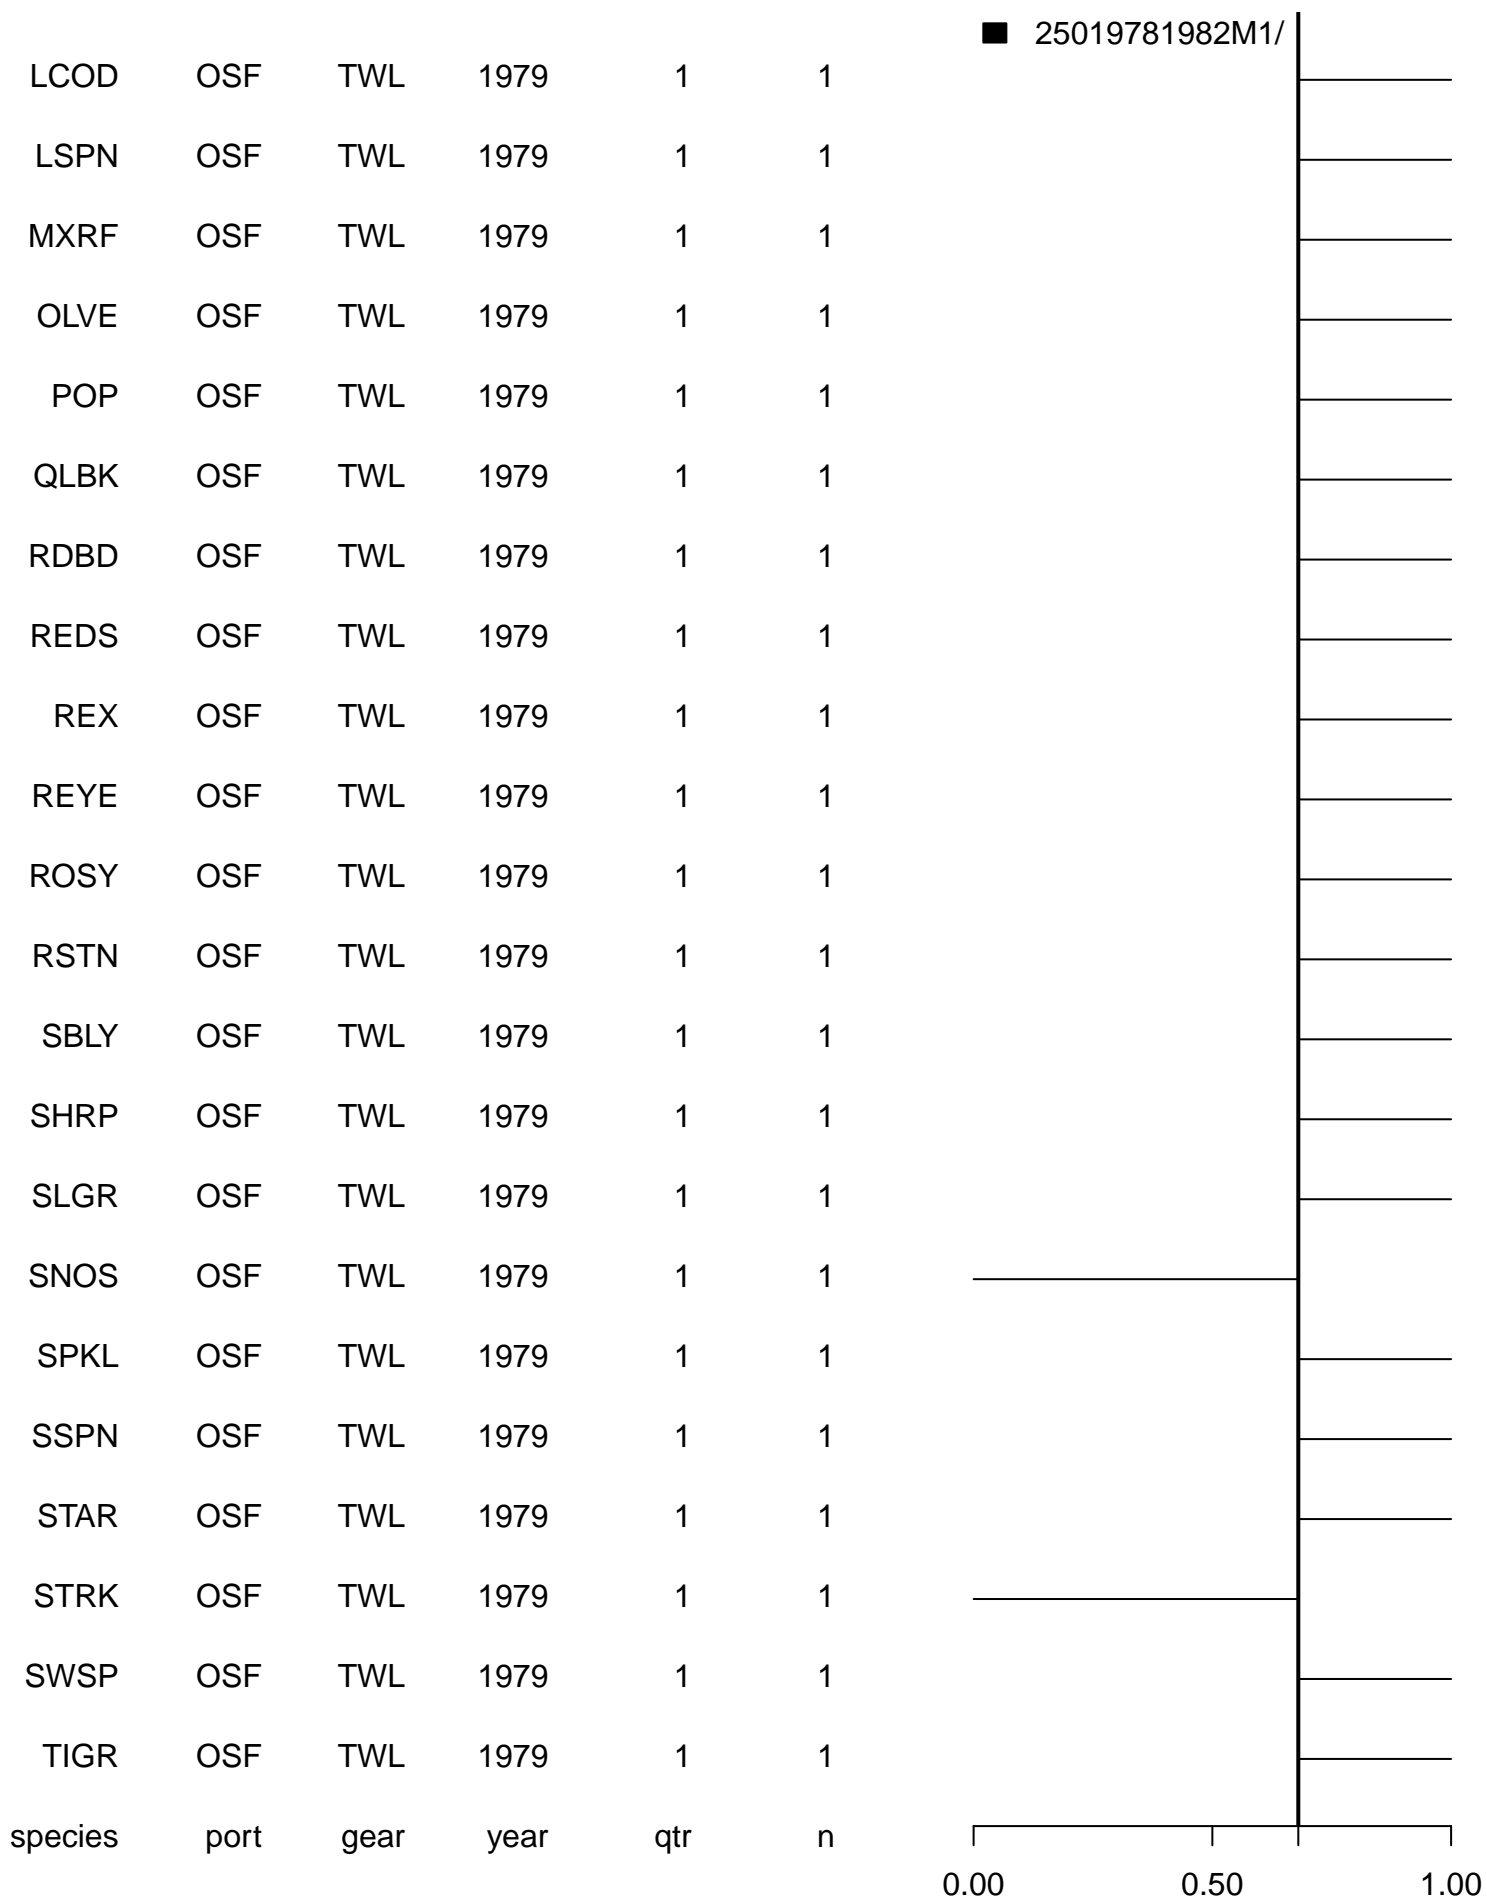 25019781982M1/
LCOD OSF TWL 1979 1 1
LSPN OSF TWL 1979 1 1
MXRF OSF TWL 1979 1 1
OLVE OSF TWL 1979 1 1
POP OSF TWL 1979 1 1
QLBK OSF TWL 1979 1 1
RDBD OSF TWL 1979 1 1
REDS OSF TWL 1979 1 1
REX OSF TWL 1979 1 1
REYE OSF TWL 1979 1 1
ROSY OSF TWL 1979 1 1
RSTN OSF TWL 1979 1 1
SBLY OSF TWL 1979 1 1
SHRP OSF TWL 1979 1 1
SLGR OSF TWL 1979 1 1
SNOS OSF TWL 1979 1 1
SPKL OSF TWL 1979 1 1
SSPN OSF TWL 1979 1 1
STAR OSF TWL 1979 1 1
STRK OSF TWL 1979 1 1
SWSP OSF TWL 1979 1 1
TIGR OSF TWL 1979 1 1
species port gear year qtr n
0.00 0.50 1.00